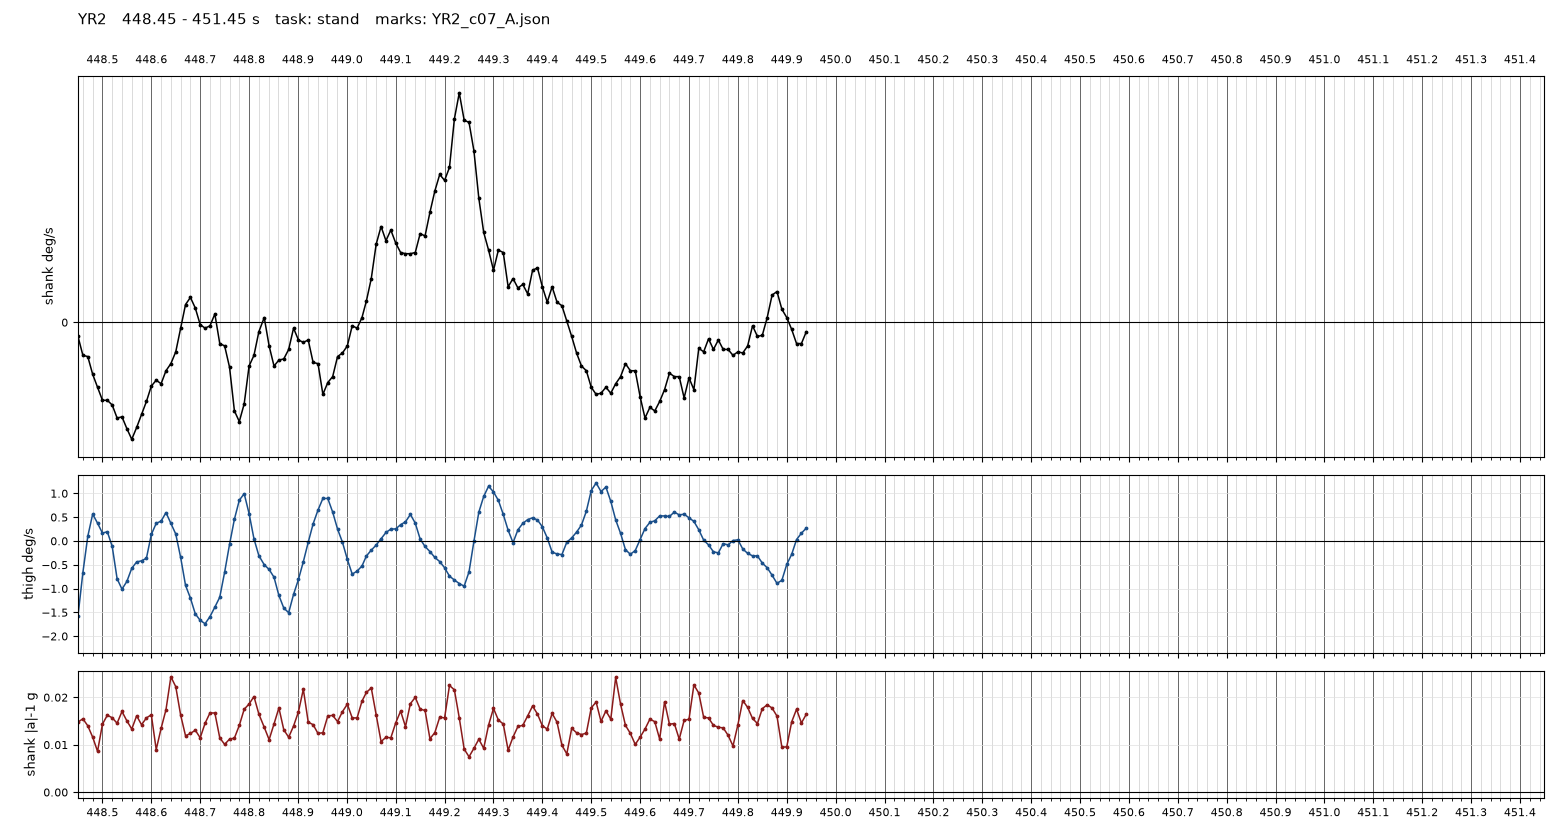 YR2   448.45 - 451.45 s   task: stand   marks: YR2_c07_A.json
448.5 448.6 448.7 448.8 448.9 449.0 449.1 449.2 449.3 449.4 449.5 449.6 449.7 449.8 449.9 450.0 450.1 450.2 450.3 450.4 450.5 450.6 450.7 450.8 450.9 451.0 451.1 451.2 451.3 451.4
shank deg/s
0
thigh deg/s
1.0
0.5
0.0
−0.5
−1.0
−1.5
−2.0
shank |a|-1 g
0.02
0.01
0.00
448.5 448.6 448.7 448.8 448.9 449.0 449.1 449.2 449.3 449.4 449.5 449.6 449.7 449.8 449.9 450.0 450.1 450.2 450.3 450.4 450.5 450.6 450.7 450.8 450.9 451.0 451.1 451.2 451.3 451.4